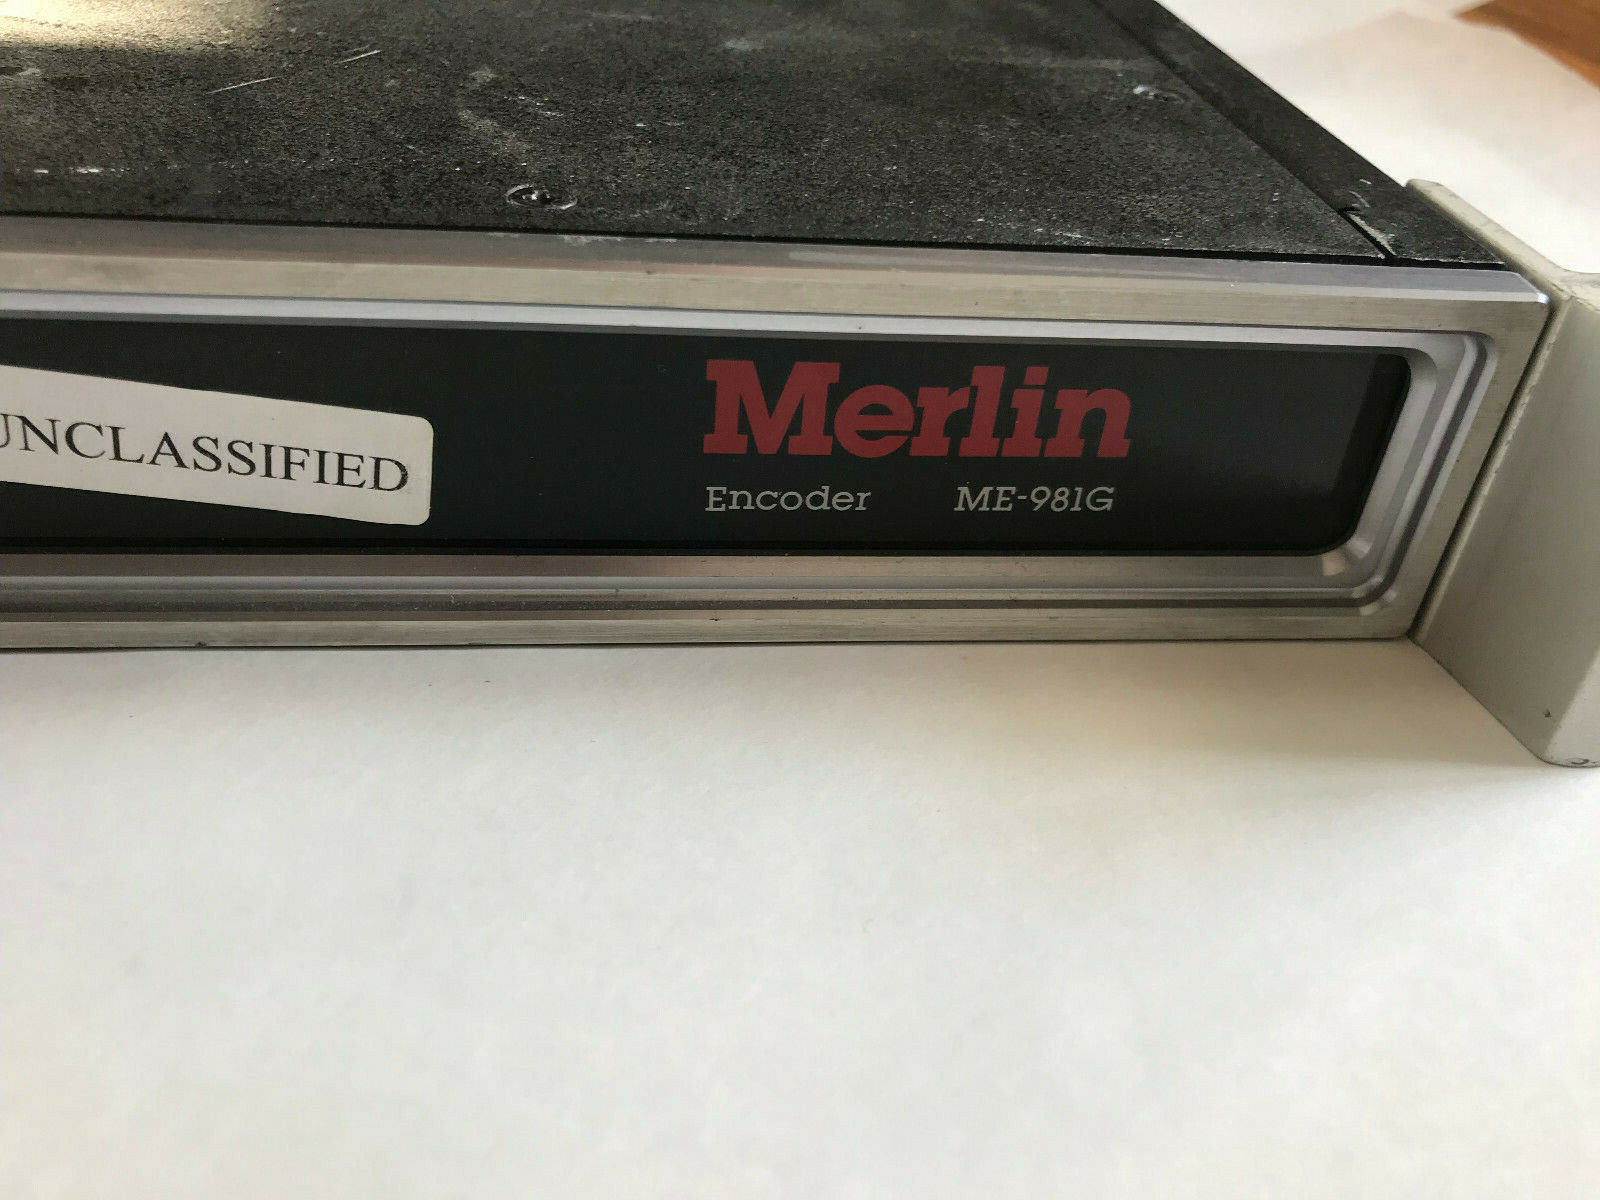 UNCLASSIFIED
Merlin
Encoder ME-981G